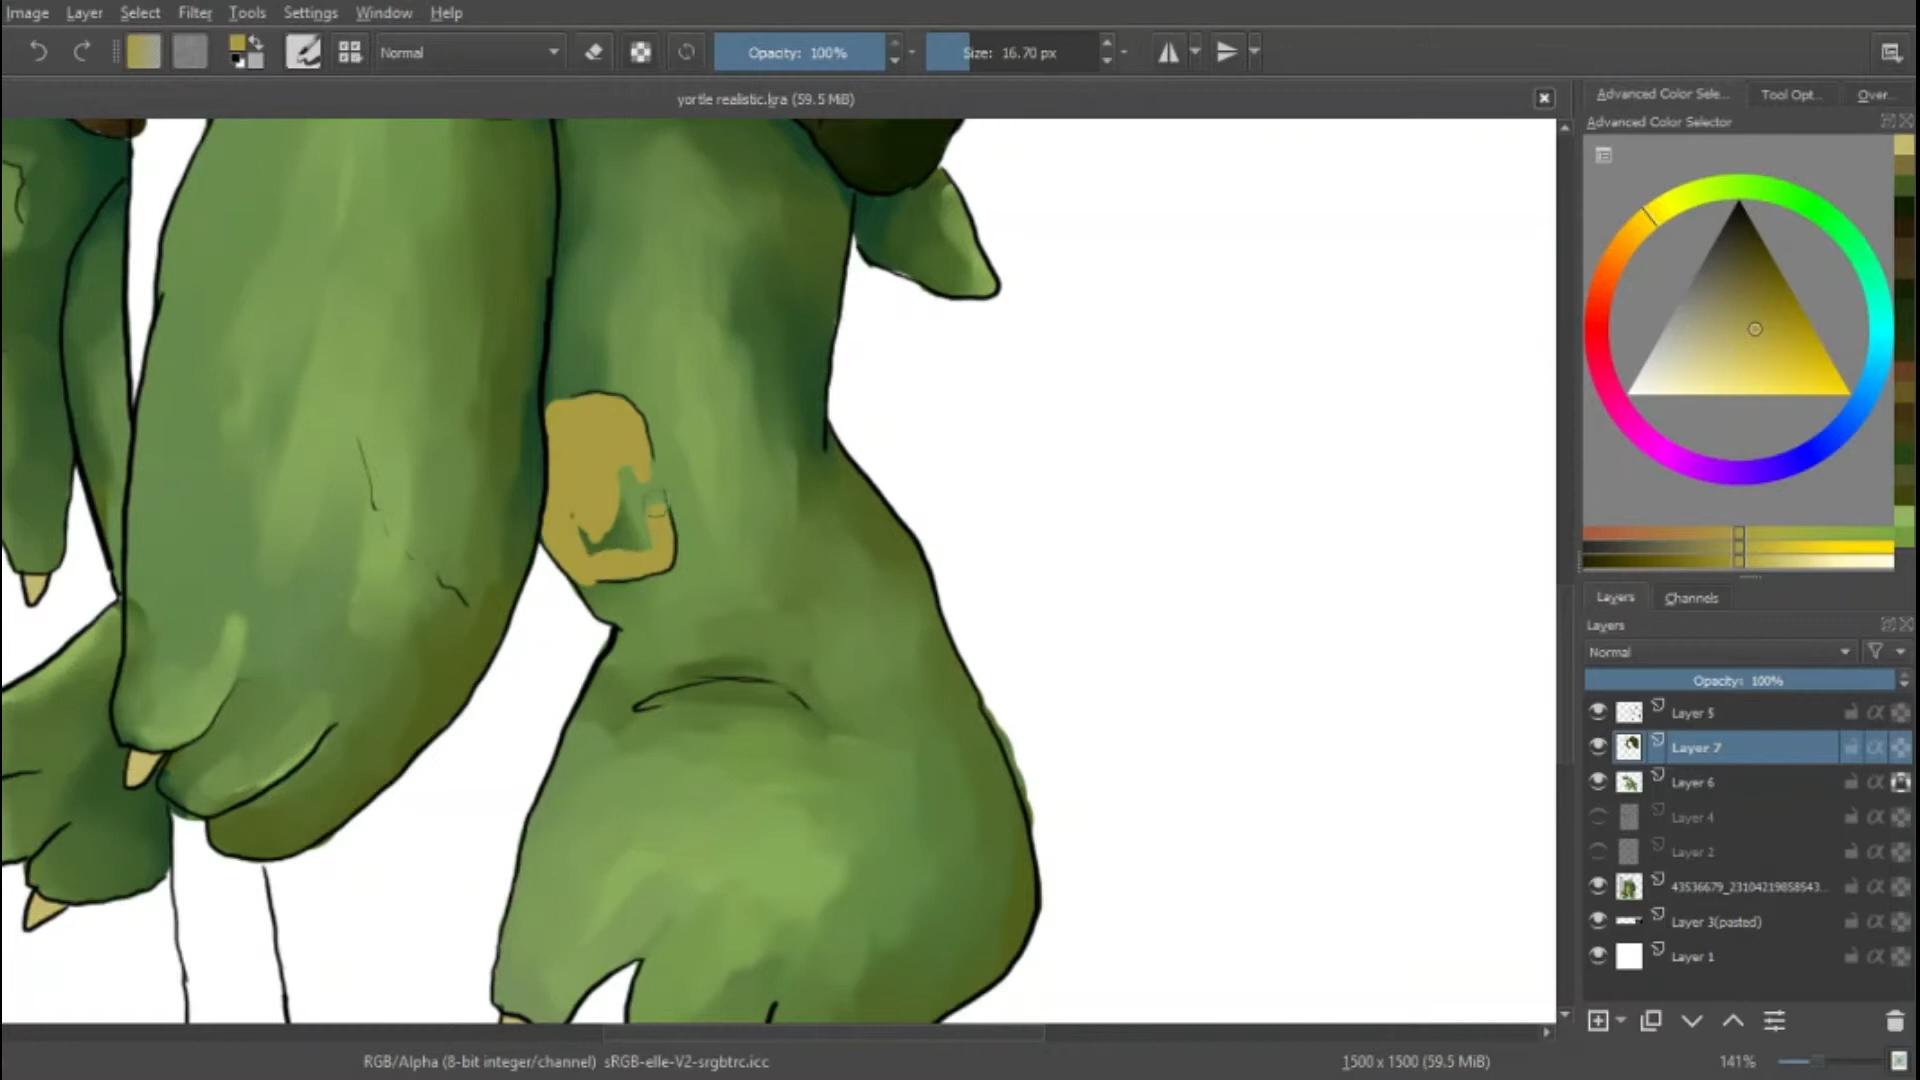 Image Layer Select Filter Tools Settings Window Help
Normal Opacity: 100% Size: 16.70 px
yortle realistic.kra (59.5 MiB)
Advanced Color Sele... Tool Opt... Over...
Advanced Color Selector
Layers Channels
Layers
Normal
Opacity: 100%
Layer 5
Layer 7
Layer 6
Layer 4
Layer 2
43536679_23104219858543...
Layer 3(pasted)
Layer 1
RGB/Alpha (8-bit integer/channel) sRGB-elle-V2-srgbtrc.icc 1500 x 1500 (59.5 MiB) 141%